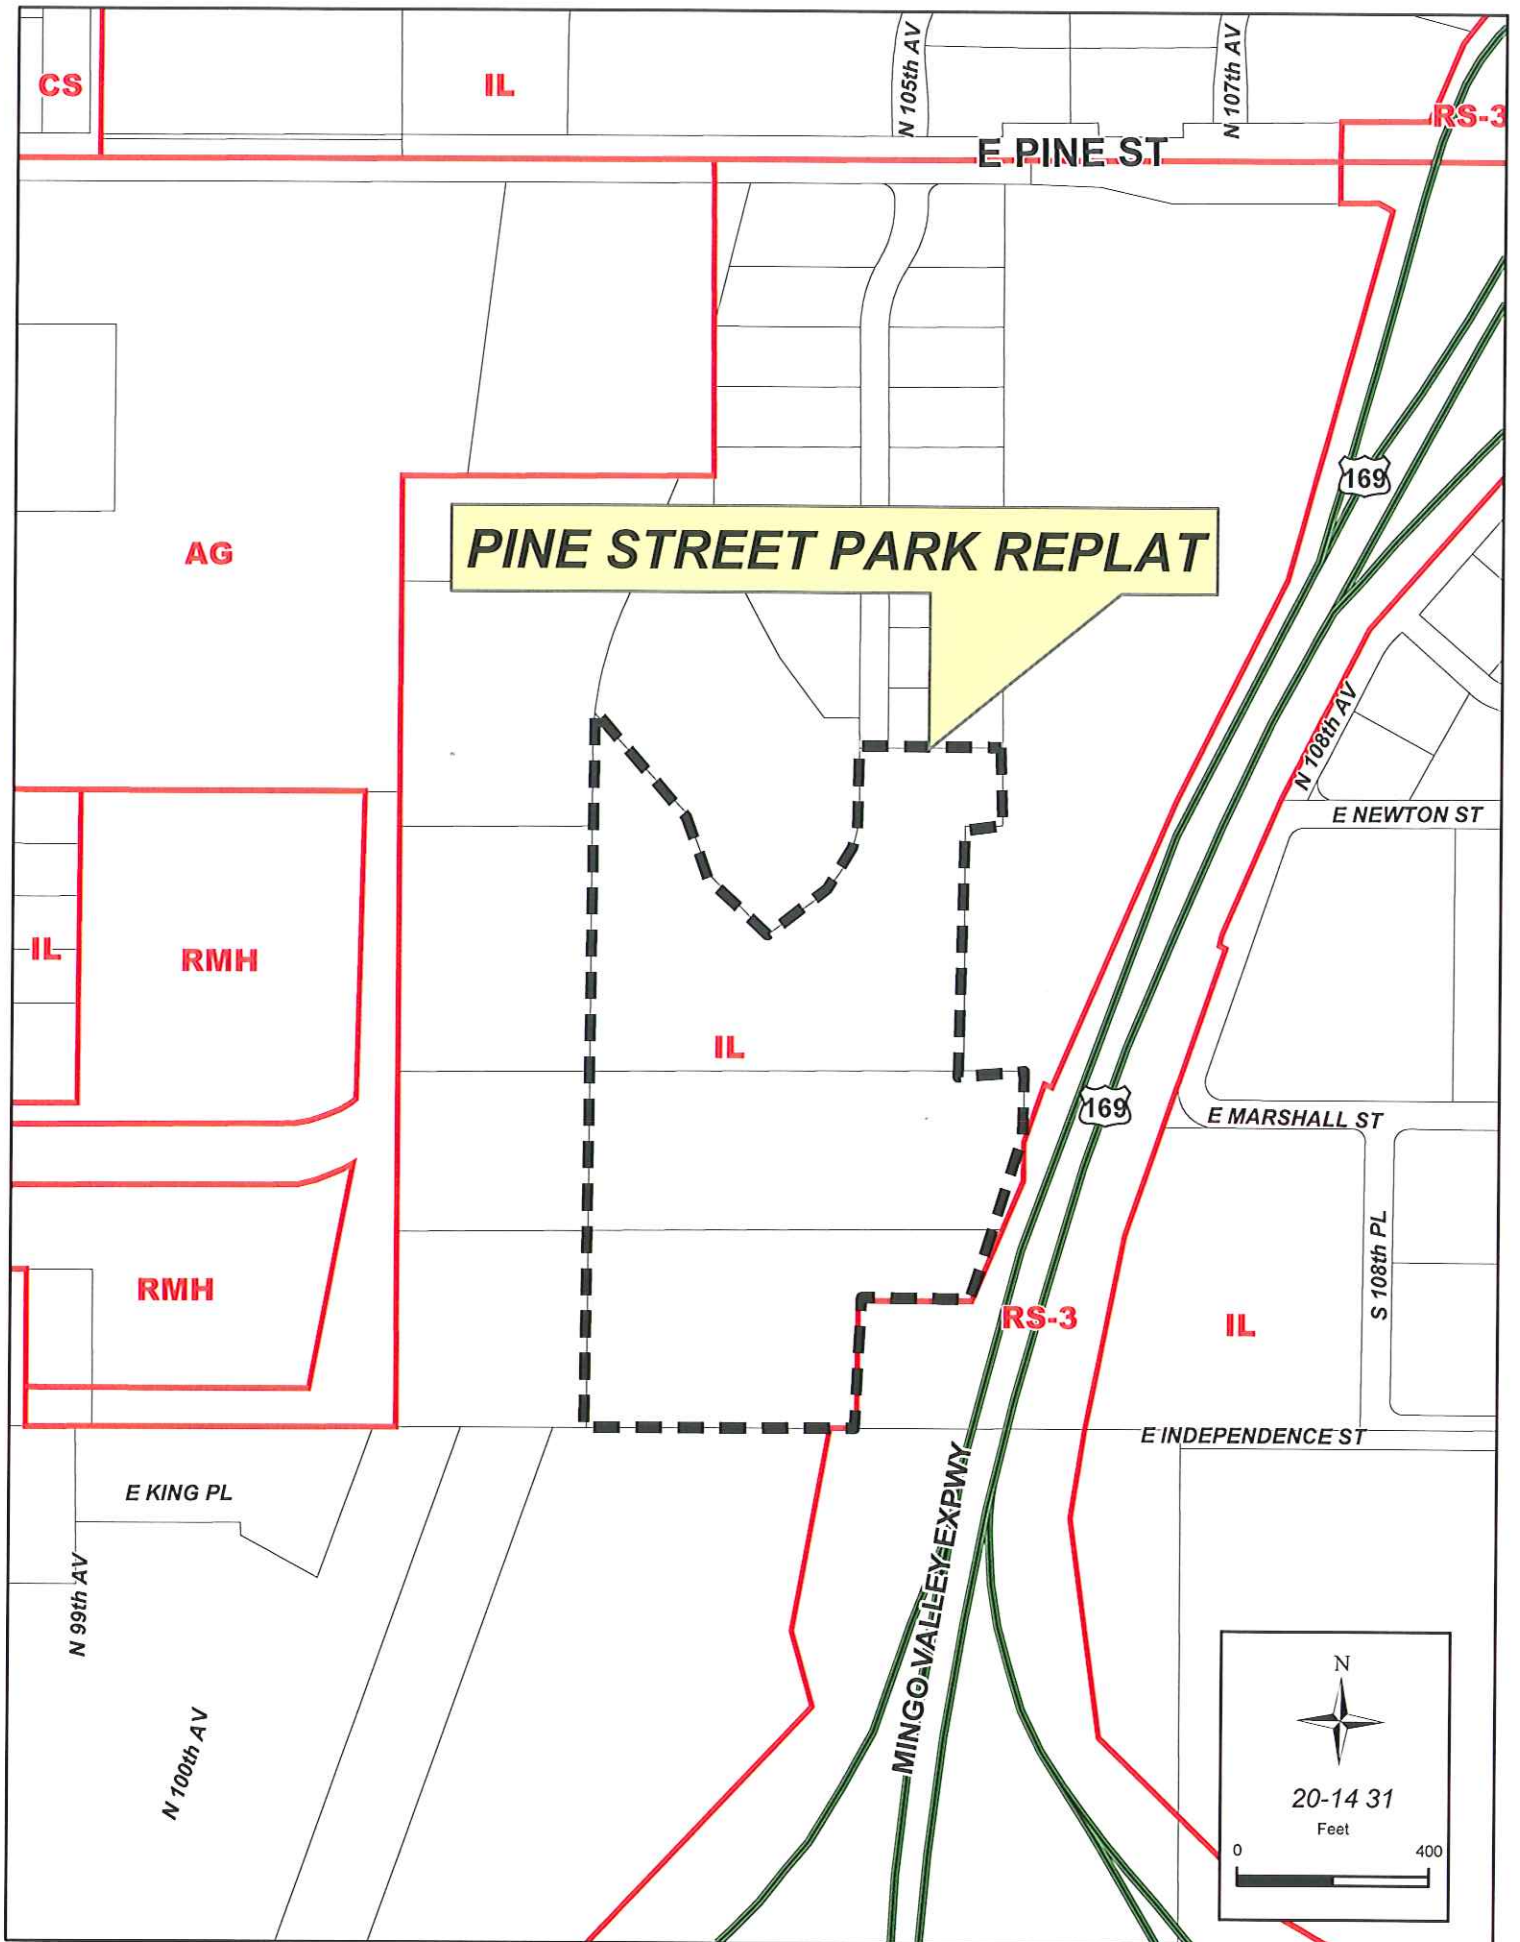 CS
IL
N 105th AV
N 107th AV
RS-3
E PINE ST
169
PINE STREET PARK REPLAT
AG
N 108th AV
E NEWTON ST
IL
RMH
IL
169
E MARSHALL ST
S 108th PL
RMH
RS-3
IL
E INDEPENDENCE ST
E KING PL
MINGO VALLEY EXPWY
N 99th AV
N 100th AV
N
20-14 31
Feet
0 400